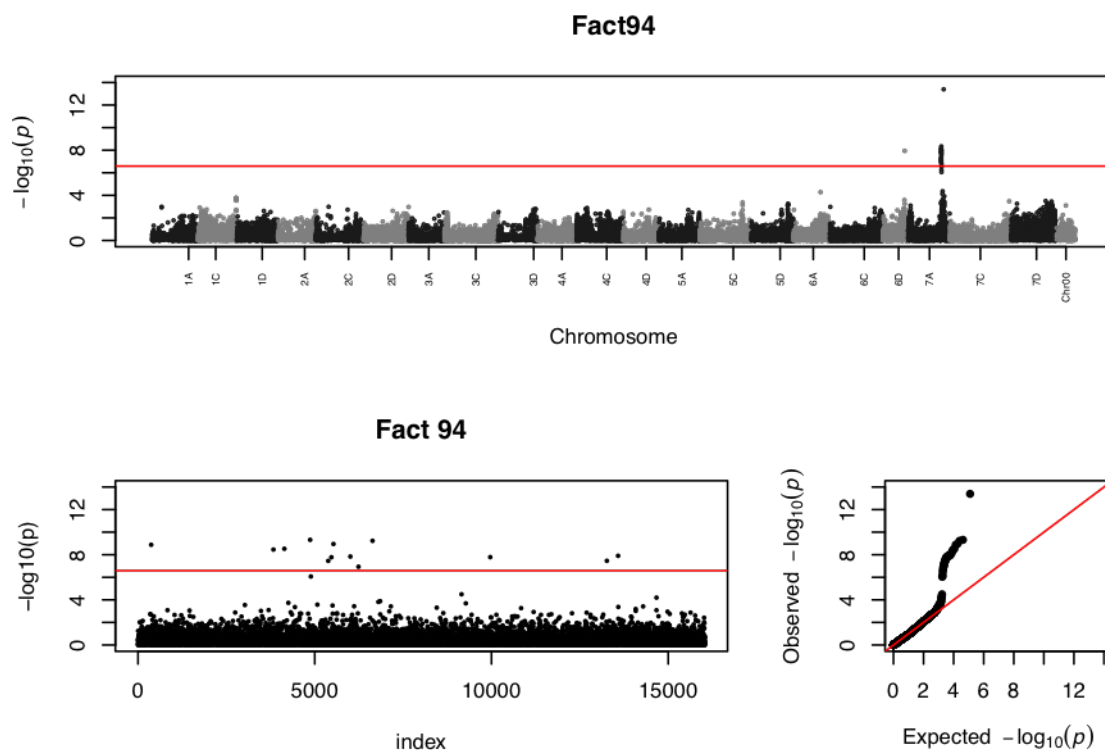 Fact94
−log10(p)
12
8
4
0
1A 1C 1D 2A 2C 2D 3A 3C 3D 4A 4C 4D 5A 5C 5D 6A 6C 6D 7A 7C 7D Chr00
Chromosome
Fact 94
−log10(p)
12
8
4
0
0 5000 10000 15000
index
Observed −log10(p)
12
8
4
0
0 2 4 6 8 12
Expected −log10(p)